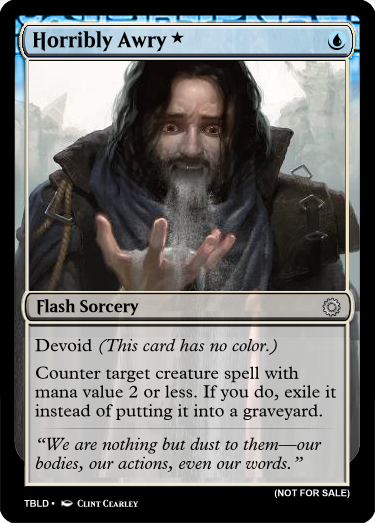 Horribly Awry ★
Flash Sorcery
Devoid (This card has no color.)
Counter target creature spell with
mana value 2 or less. If you do, exile it
instead of putting it into a graveyard.
“We are nothing but dust to them—our
bodies, our actions, even our words.”
(NOT FOR SALE)
TBLD • Clint Cearley